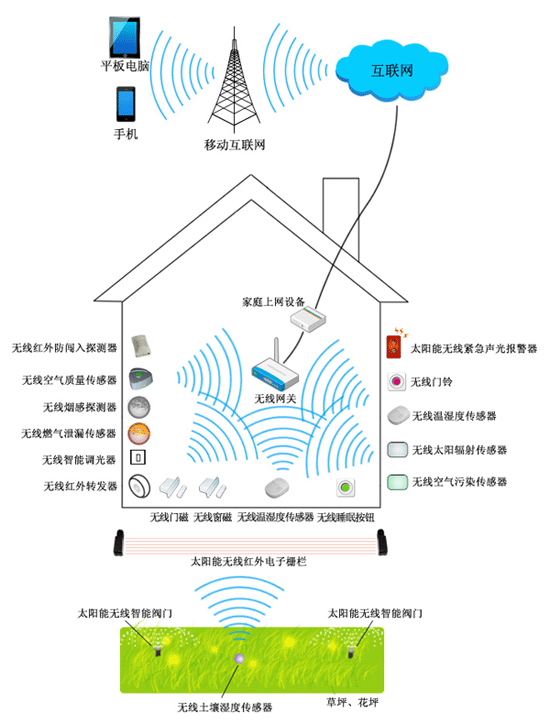 平板电脑
手机
移动互联网
互联网
家庭上网设备
无线网关
无线红外防闯入探测器
无线空气质量传感器
无线烟感探测器
无线燃气泄漏传感器
无线智能调光器
无线红外转发器
太阳能无线紧急声光报警器
无线门铃
无线温湿度传感器
无线太阳辐射传感器
无线空气污染传感器
无线门磁 无线窗磁 无线温湿度传感器 无线睡眠按钮
太阳能无线红外电子栅栏
太阳能无线智能阀门
太阳能无线智能阀门
无线土壤湿度传感器
草坪、花坪